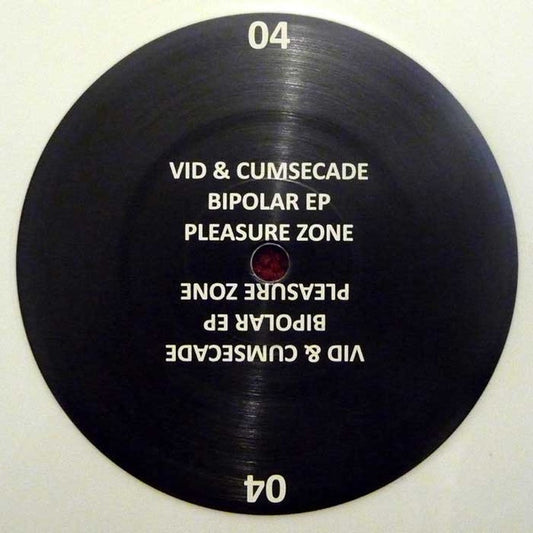 04
VID & CUMSECADE
BIPOLAR EP
PLEASURE ZONE
PLEASURE ZONE
BIPOLAR EP
VID & CUMSECADE
04